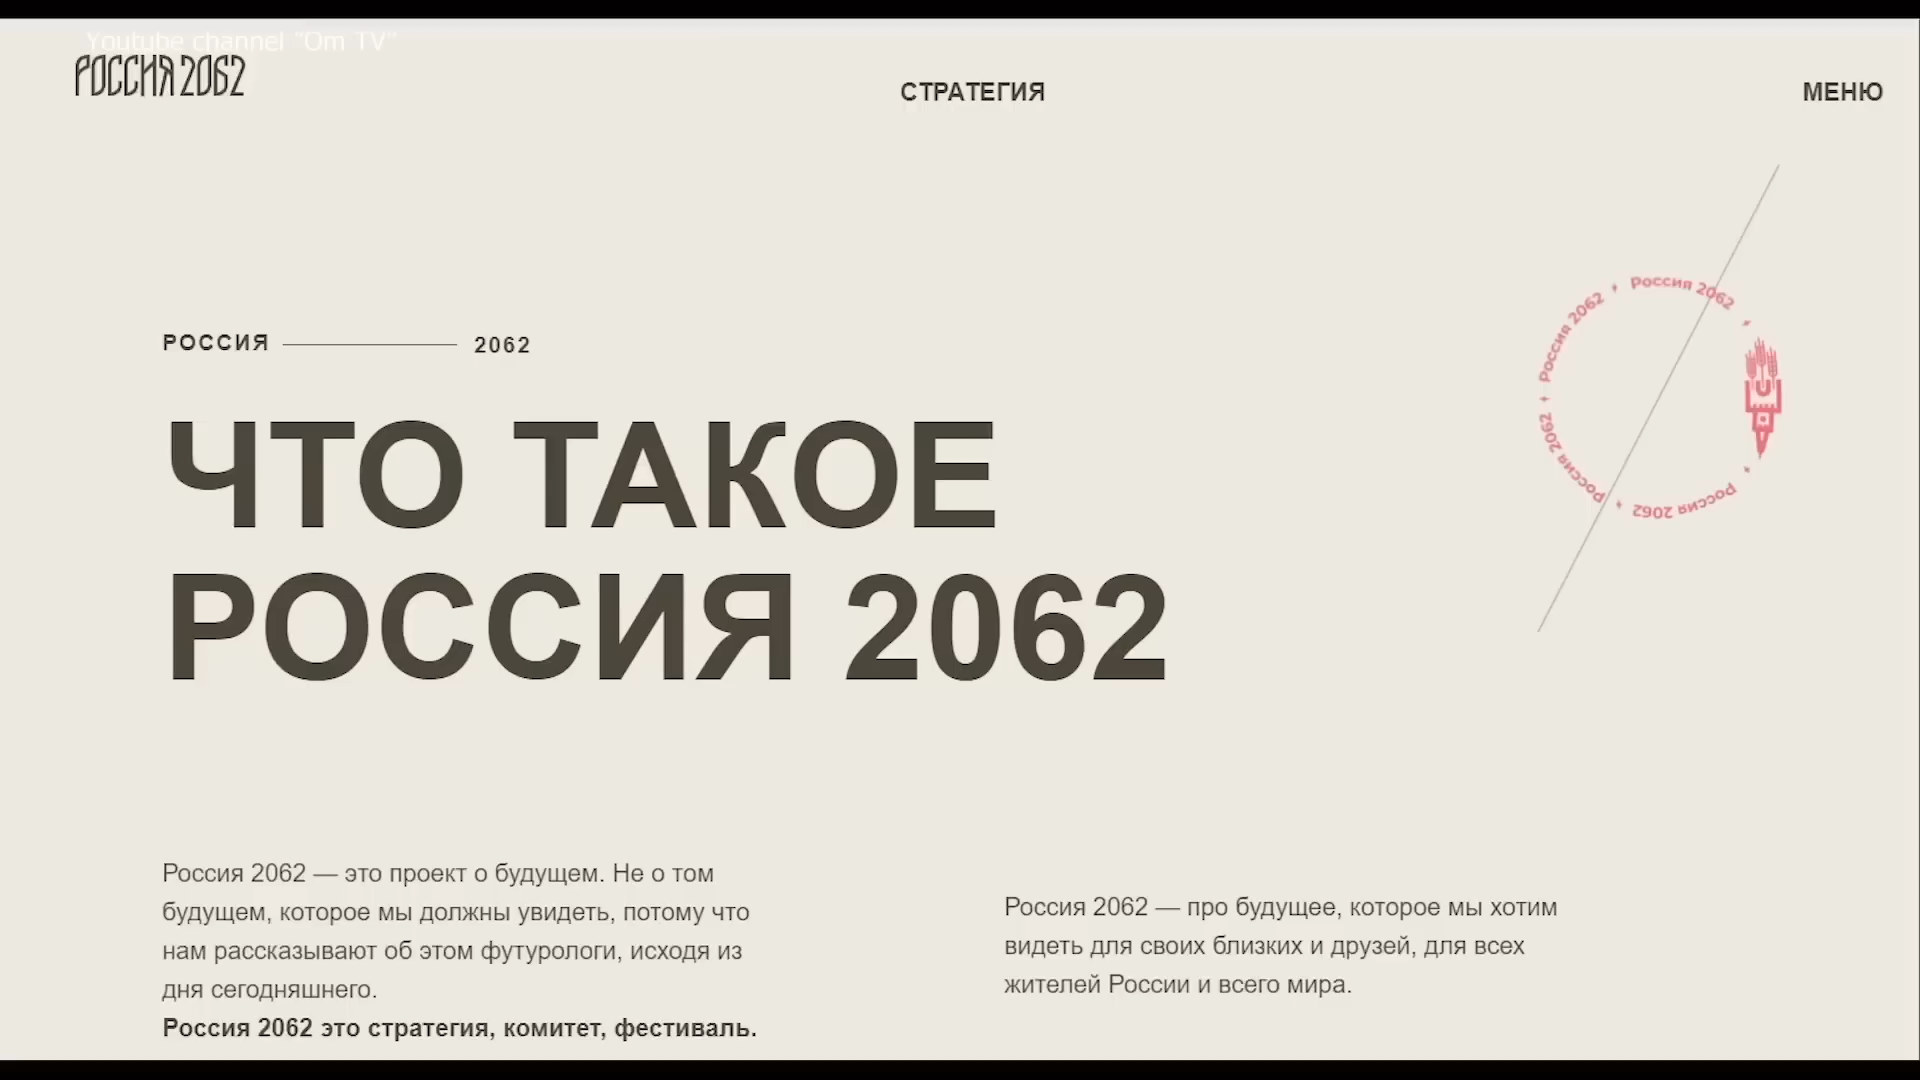 Youtube channel "Om TV"
РОССИЯ 2062
СТРАТЕГИЯ
МЕНЮ
РОССИЯ 2062
ЧТО ТАКОЕ
РОССИЯ 2062
Россия 2062
Россия 2062
Россия 2062
Россия 2062
Россия 2062 — это проект о будущем. Не о том
будущем, которое мы должны увидеть, потому что
нам рассказывают об этом футурологи, исходя из
дня сегодняшнего.
Россия 2062 это стратегия, комитет, фестиваль.
Россия 2062 — про будущее, которое мы хотим
видеть для своих близких и друзей, для всех
жителей России и всего мира.